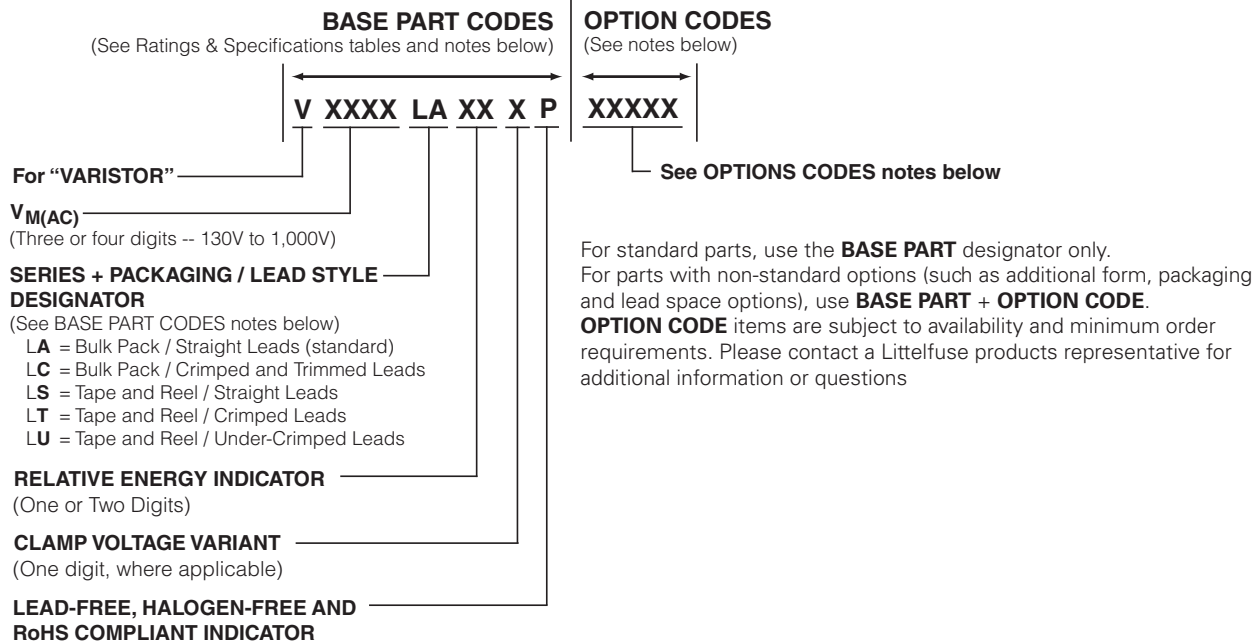 BASE PART CODES
(See Ratings & Specifications tables and notes below)
OPTION CODES
(See notes below)
V XXXX LA XX X P XXXXX
For “VARISTOR”
See OPTIONS CODES notes below
VM(AC)
(Three or four digits -- 130V to 1,000V)
SERIES + PACKAGING / LEAD STYLE
DESIGNATOR
(See BASE PART CODES notes below)
LA = Bulk Pack / Straight Leads (standard)
LC = Bulk Pack / Crimped and Trimmed Leads
LS = Tape and Reel / Straight Leads
LT = Tape and Reel / Crimped Leads
LU = Tape and Reel / Under-Crimped Leads
RELATIVE ENERGY INDICATOR
(One or Two Digits)
CLAMP VOLTAGE VARIANT
(One digit, where applicable)
LEAD-FREE, HALOGEN-FREE AND
RoHS COMPLIANT INDICATOR
For standard parts, use the BASE PART designator only.
For parts with non-standard options (such as additional form, packaging
and lead space options), use BASE PART + OPTION CODE.
OPTION CODE items are subject to availability and minimum order
requirements. Please contact a Littelfuse products representative for
additional information or questions